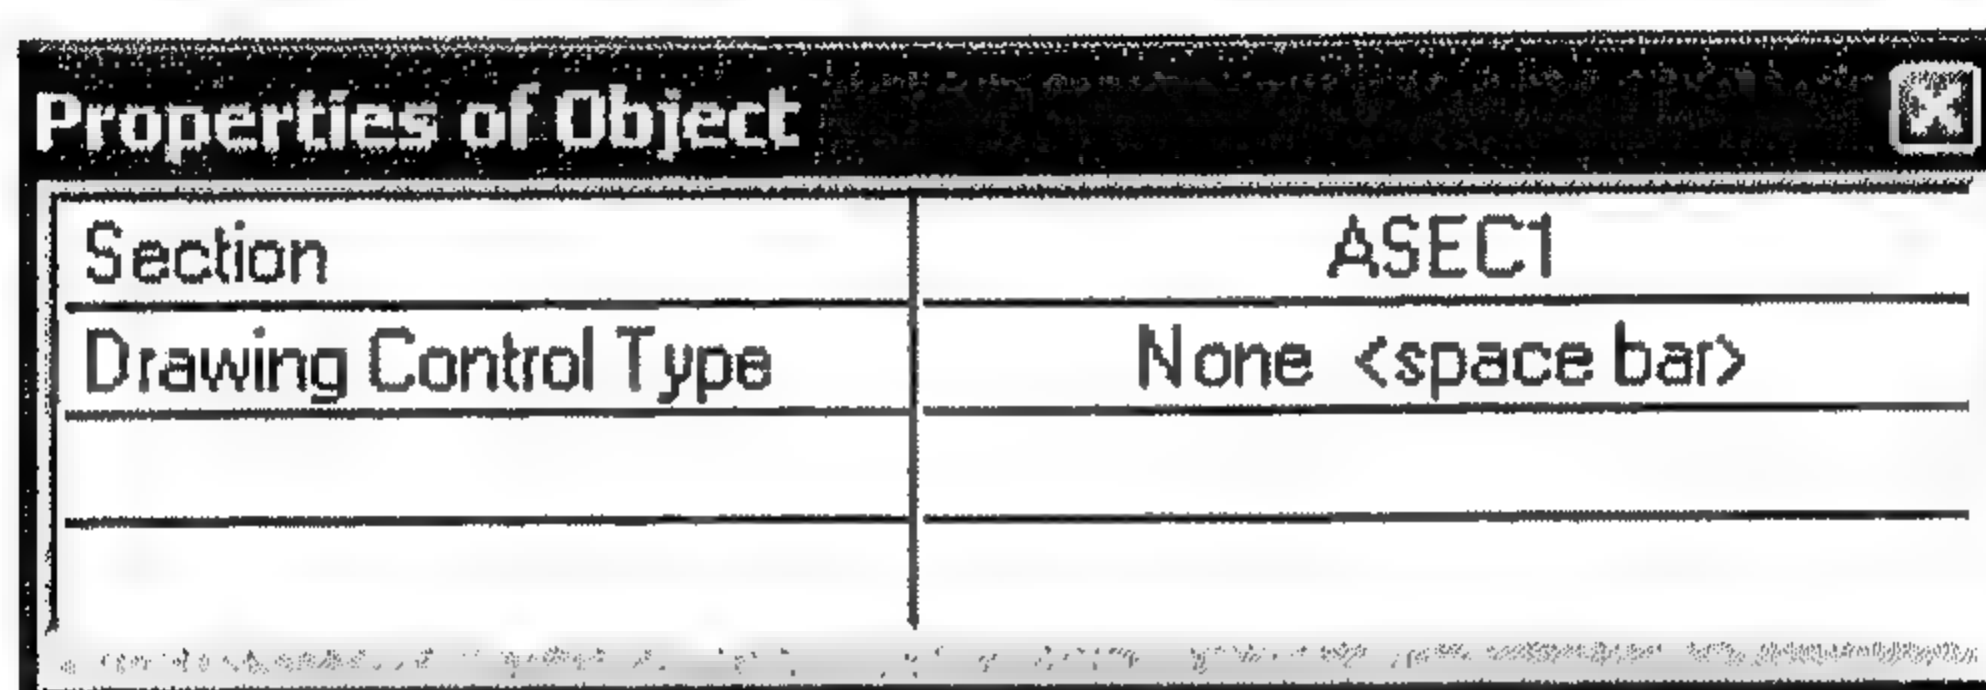 Properties of Object
Section ASEC1
Drawing Control Type None <space bar>